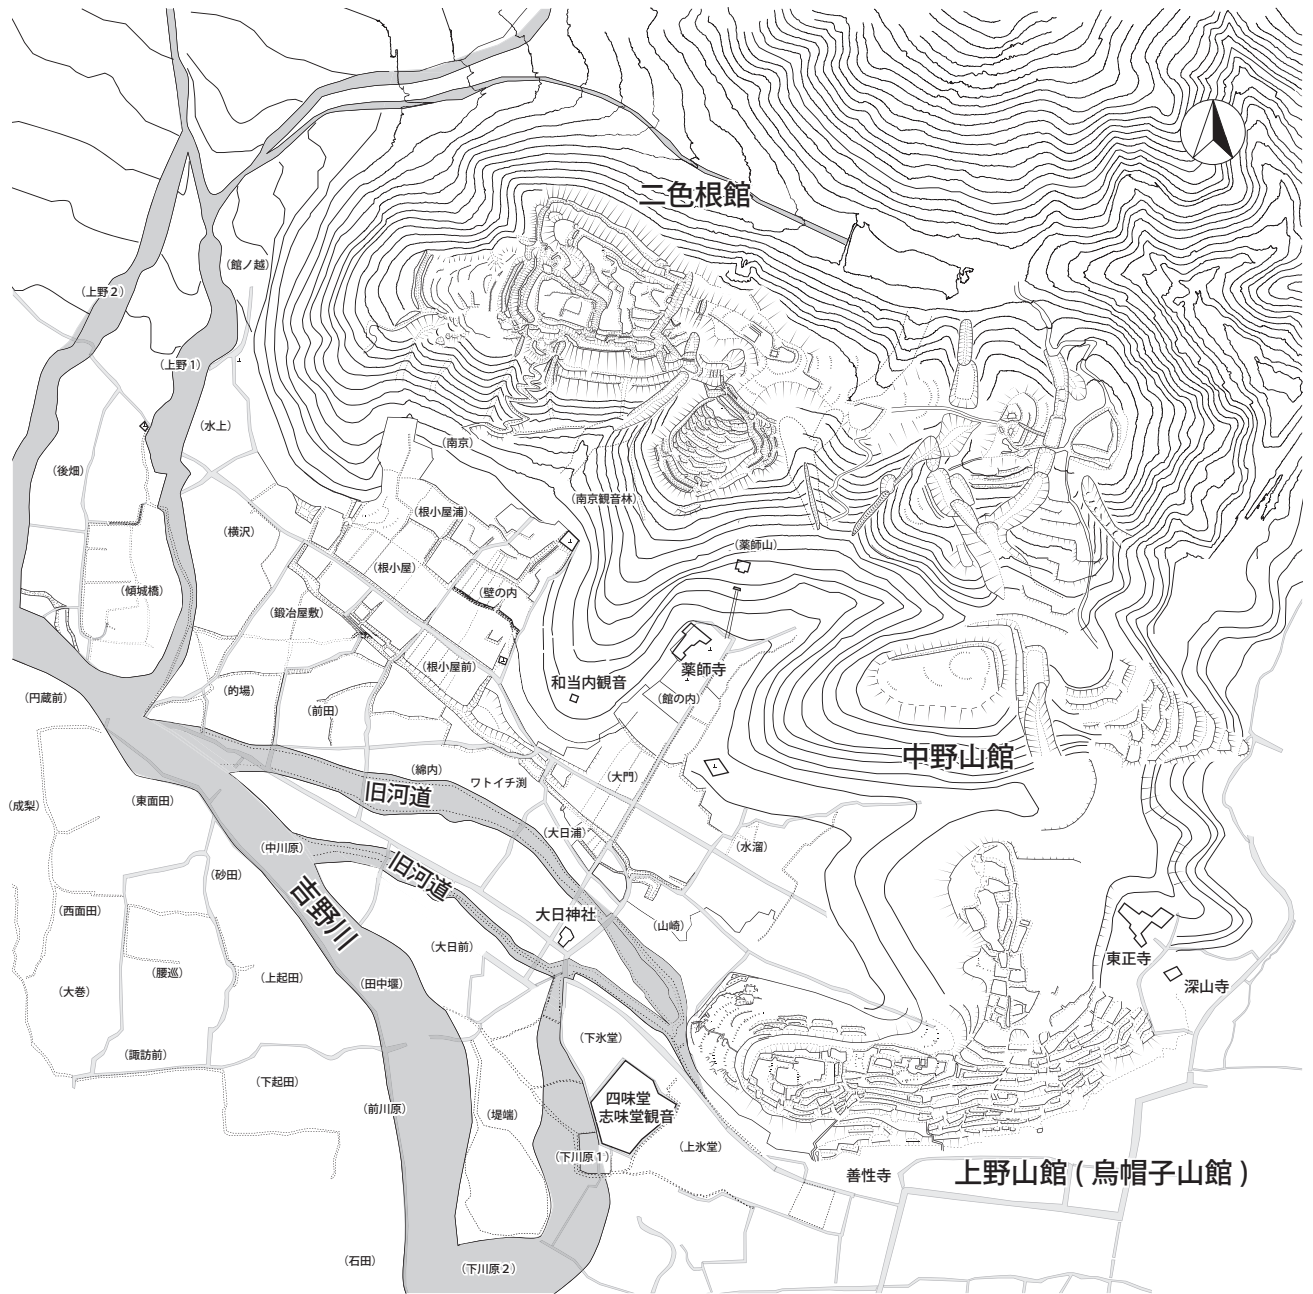 二色根館
（館ノ越）
（上野２）
（上野１）
（水上）
（南京）
（後畑）
（南京観音林）
（根小屋浦）
（横沢）
（薬師山）
（根小屋）
（傾城橋）
（壁の内
（鍛冶屋敷）
（根小屋前）
薬師寺
和当内観音
（円蔵前）
（的場）
（館の内）
（前田）
中野山館
（綿内）
ワトイチ渕
（大門）
旧河道
（成梨）
（東面田）
（大日浦）
（中川原）
（水溜）
旧河道
（砂田）
吉野川
（西面田）
大日神社
（山崎）
（大日前）
東正寺
（腰巡）
（上起田）
（田中堰）
（大巻）
深山寺
（下氷堂）
（諏訪前）
（下起田）
四味堂
志味堂観音
（前川原）
（堤端）
（上氷堂）
（下川原１）
善性寺
上野山館（烏帽子山館）
（石田）
（下川原２）